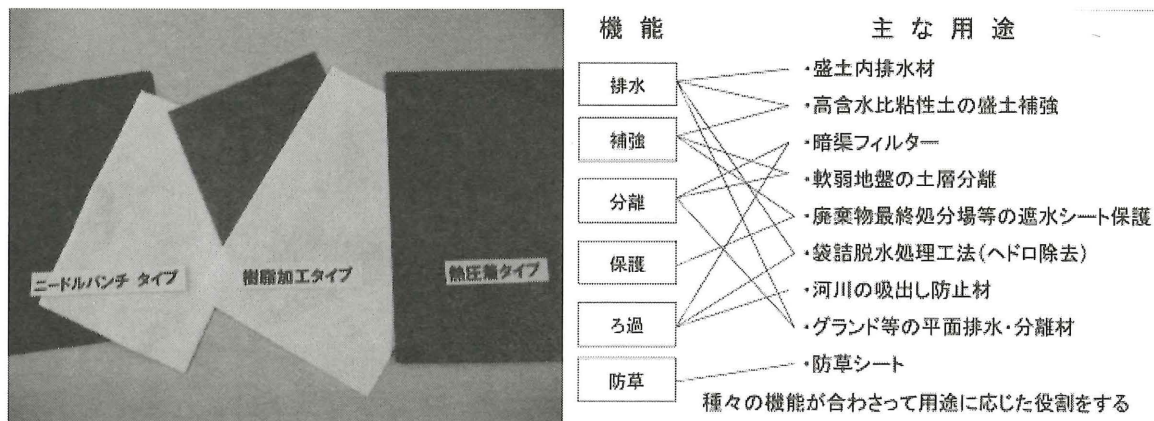 ニードルパンチ タイプ
樹脂加工タイプ
熱圧着タイプ
機能
主な用途
排水
補強
分離
保護
ろ過
防草
・盛土内排水材
・高含水比粘性土の盛土補強
・暗渠フィルター
・軟弱地盤の土層分離
・廃棄物最終処分場等の遮水シート保護
・袋詰脱水処理工法(ヘドロ除去)
・河川の吸出し防止材
・グランド等の平面排水・分離材
・防草シート
種々の機能が合わさって用途に応じた役割をする